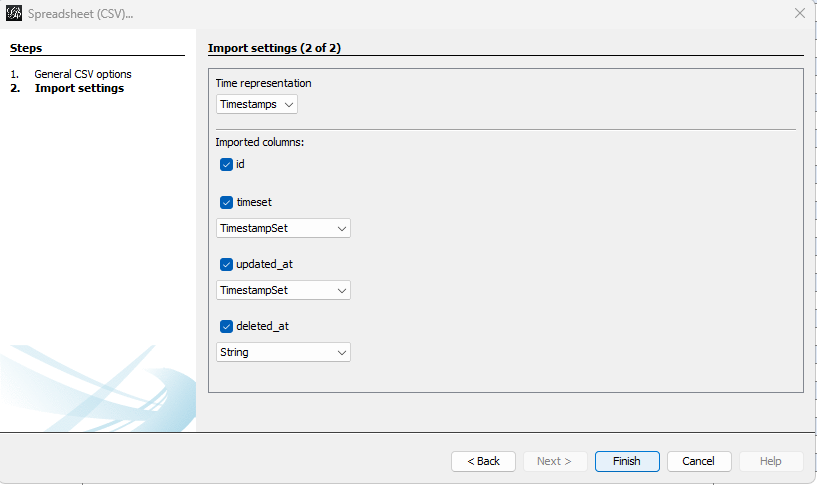 Spreadsheet (CSV)...
Steps
1. General CSV options
2. Import settings
Import settings (2 of 2)
Time representation
Timestamps
Imported columns:
id
timeset
TimestampSet
updated_at
TimestampSet
deleted_at
String
< Back
Next >
Finish
Cancel
Help